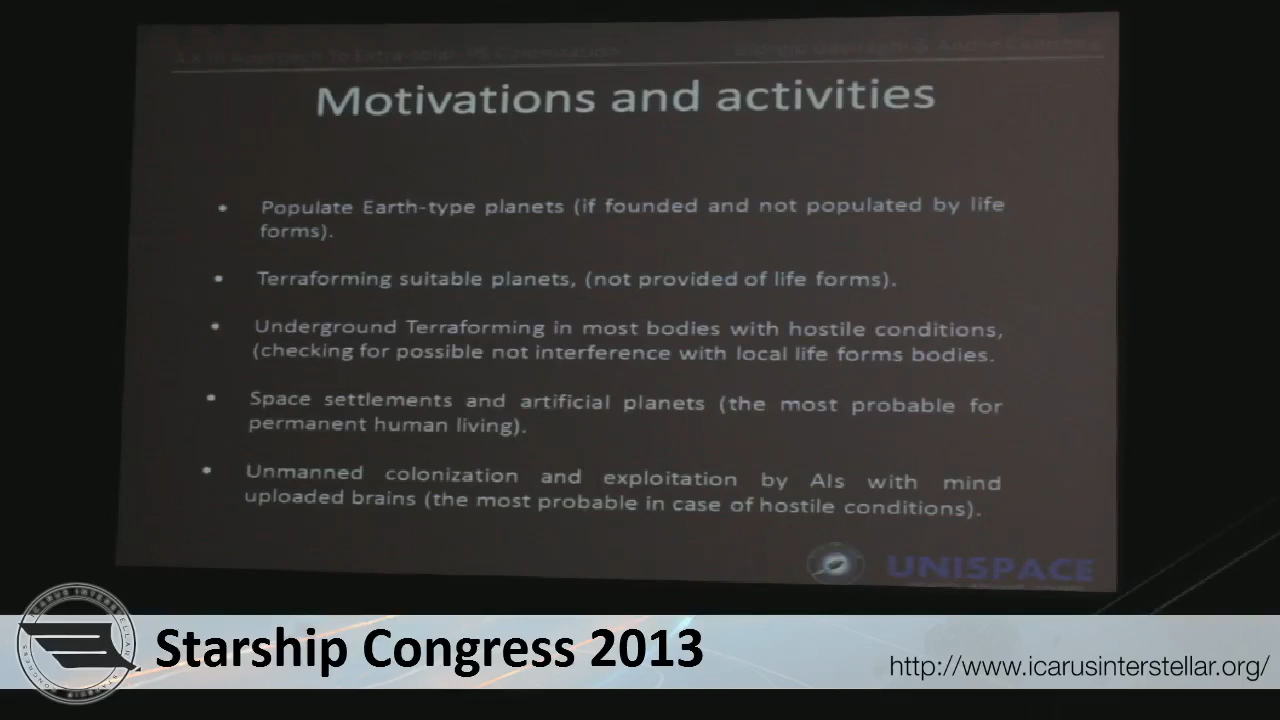 Motivations and activities
• Populate Earth-type planets (if founded and not populated by life
forms).
• Terraforming suitable planets, (not provided of life forms).
• Underground Terraforming in most bodies with hostile conditions,
(checking for possible not interference with local life forms bodies.
• Space settlements and artificial planets (the most probable for
permanent human living).
• Unmanned colonization and exploitation by AIs with mind
uploaded brains (the most probable in case of hostile conditions).
UNISPACE
ICARUS INTERSTELLAR
STARSHIP CONGRESS
Starship Congress 2013
http://www.icarusinterstellar.org/